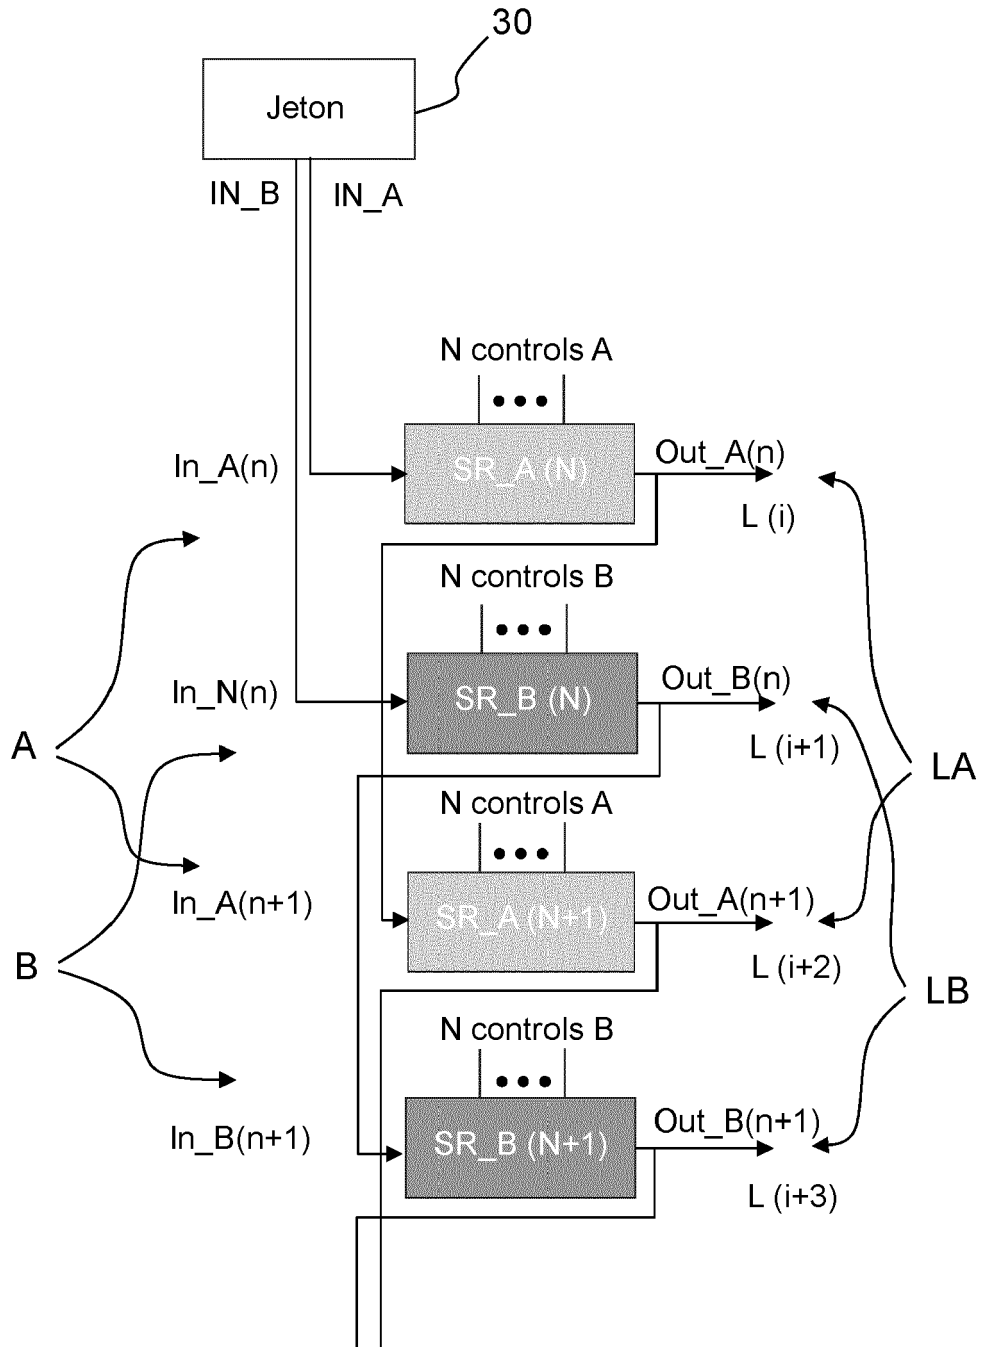 30
Jeton
IN_B
IN_A
N controls A
In_A(n)
SR_A (N)
Out_A(n)
L (i)
N controls B
In_N(n)
SR_B (N)
Out_B(n)
L (i+1)
A
LA
N controls A
In_A(n+1)
SR_A (N+1)
Out_A(n+1)
L (i+2)
B
LB
N controls B
In_B(n+1)
SR_B (N+1)
Out_B(n+1)
L (i+3)